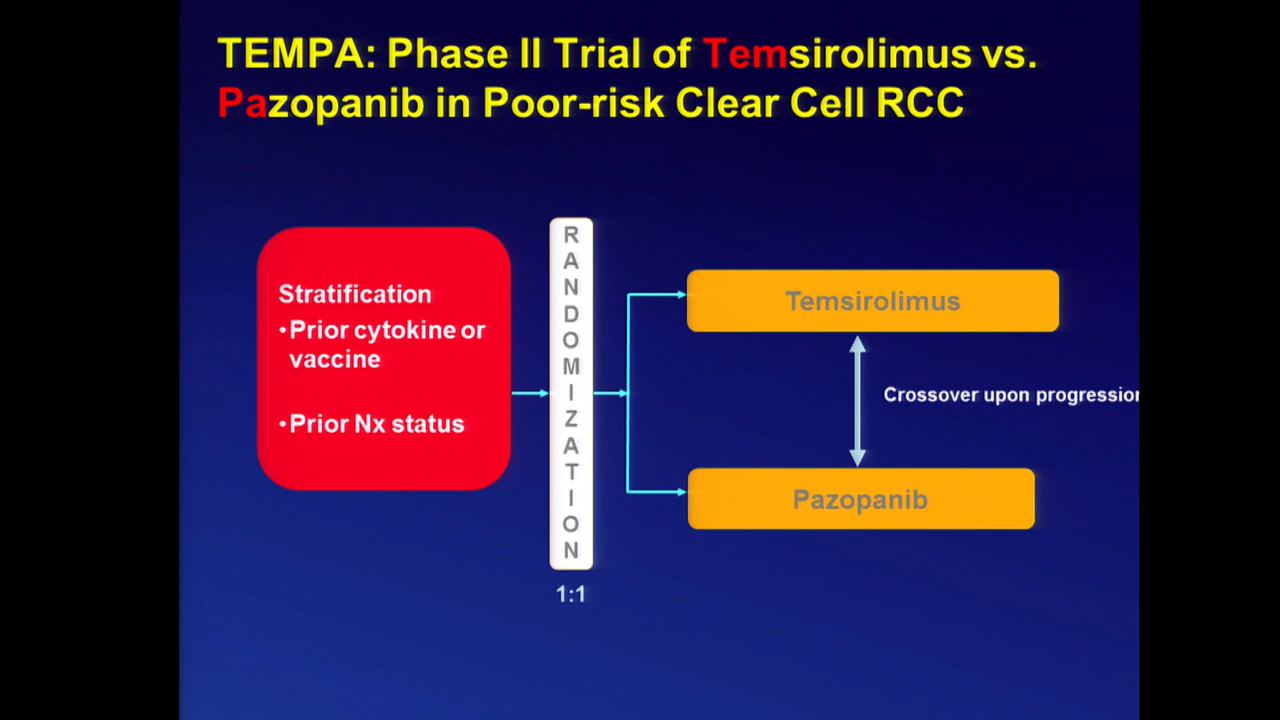 TEMPA: Phase II Trial of Temsirolimus vs.
Pazopanib in Poor-risk Clear Cell RCC
Stratification
•Prior cytokine or
vaccine
•Prior Nx status
RANDOMIZATION
1:1
Temsirolimus
Crossover upon progression
Pazopanib